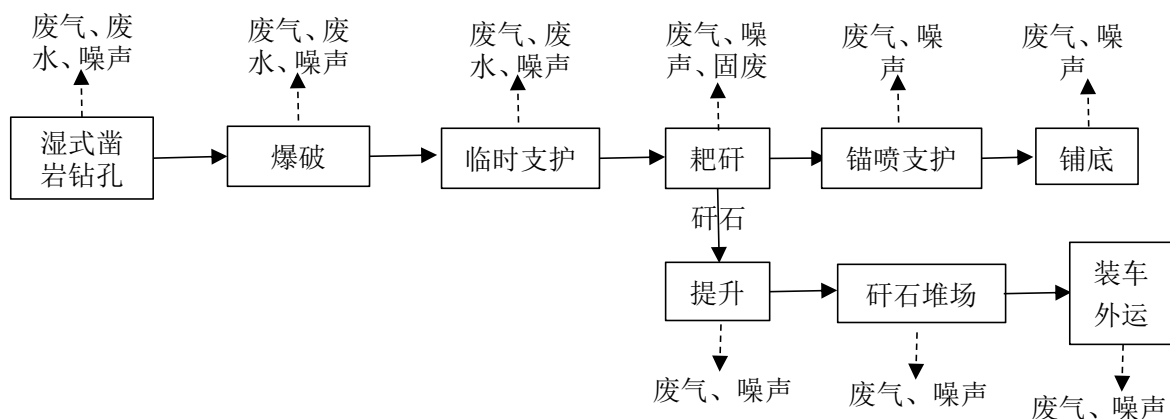 废气、废
水、噪声
废气、废
水、噪声
废气、废
水、噪声
废气、噪
声、固废
废气、噪
声
废气、噪
声
湿式凿
岩钻孔
爆破
临时支护
耙矸
锚喷支护
铺底
矸石
提升
矸石堆场
装车
外运
废气、噪声
废气、噪声
废气、噪声